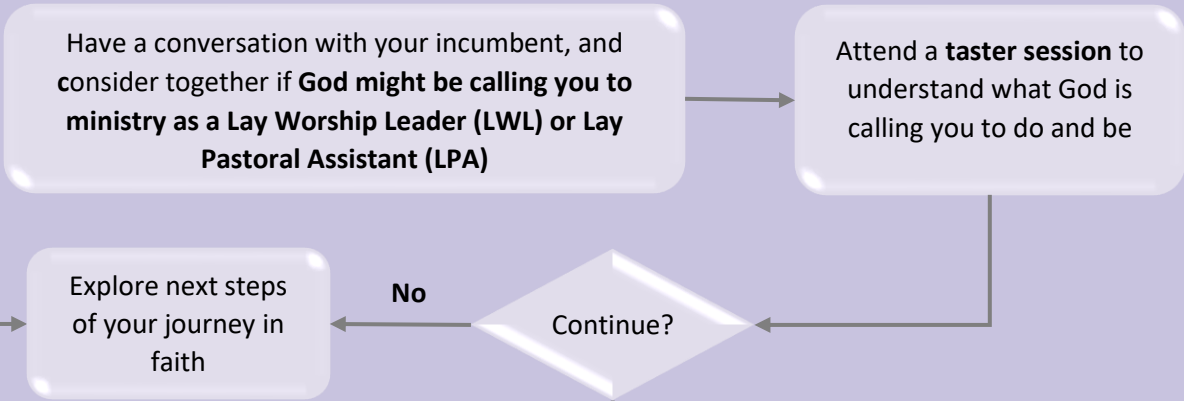 Have a conversation with your incumbent, and
consider together if God might be calling you to
ministry as a Lay Worship Leader (LWL) or Lay
Pastoral Assistant (LPA)
Attend a taster session to
understand what God is
calling you to do and be
Explore next steps
of your journey in
faith
No
Continue?